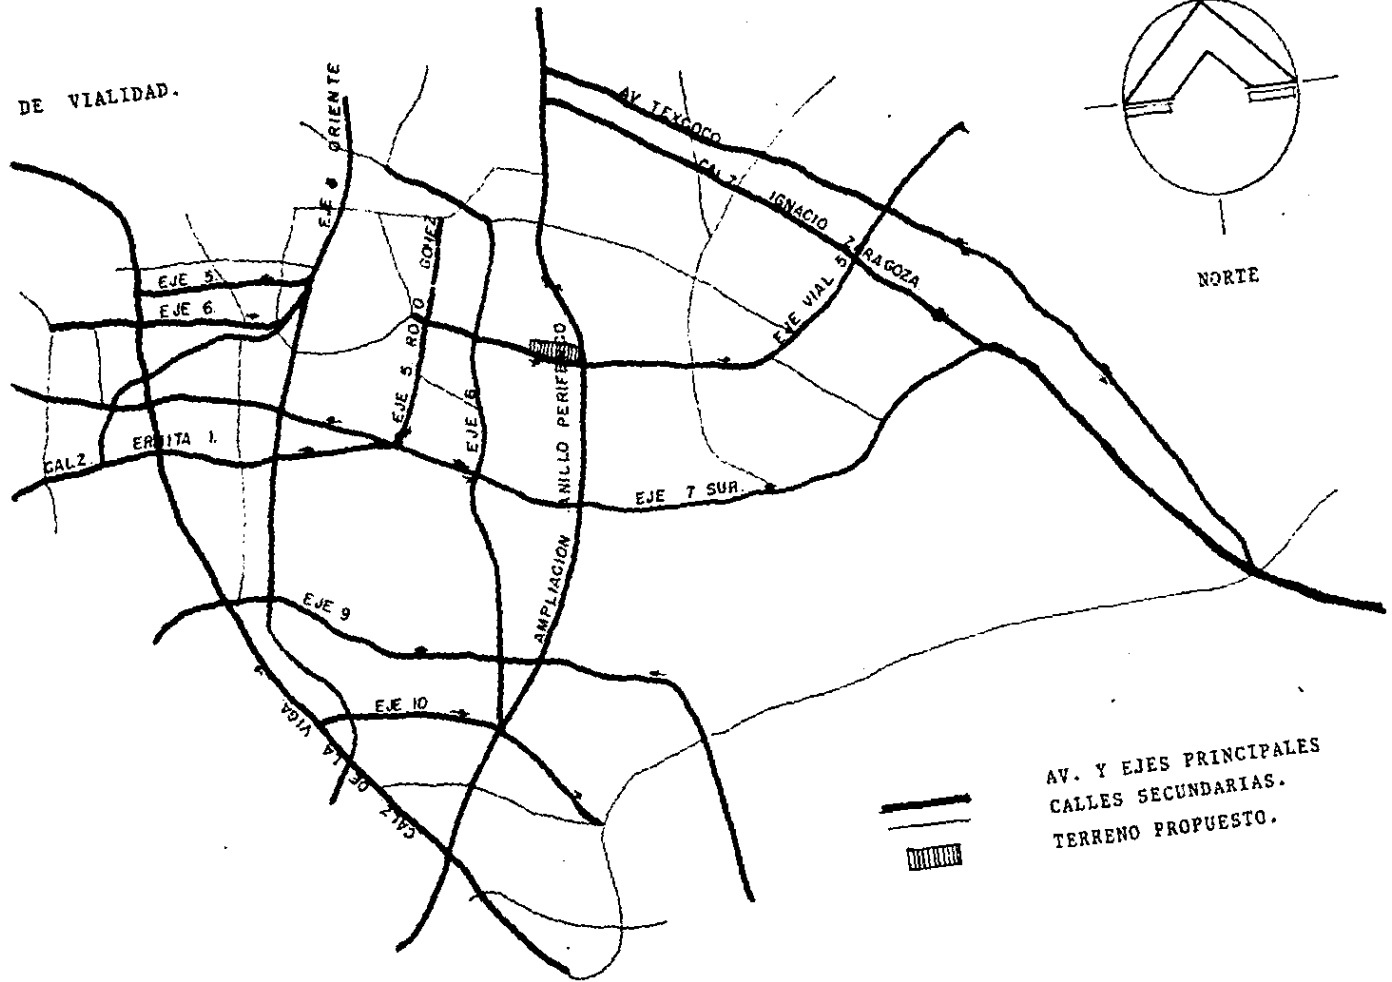 DE VIALIDAD.
EJE 8 ORIENTE
AV. TEXCOCO
CALZ. IGNACIO ZARAGOZA
NORTE
EJE 5.
EJE 6.
EJE 5 ROJO GOMEZ
EJE 6
EJE VIAL 5
ANILLO PERIFERICO
AMPLIACION
CALZ. ERMITA I.
EJE 7 SUR.
EJE 9
EJE 10
CALZ. DE LA VIGA.
AV. Y EJES PRINCIPALES
CALLES SECUNDARIAS.
TERRENO PROPUESTO.